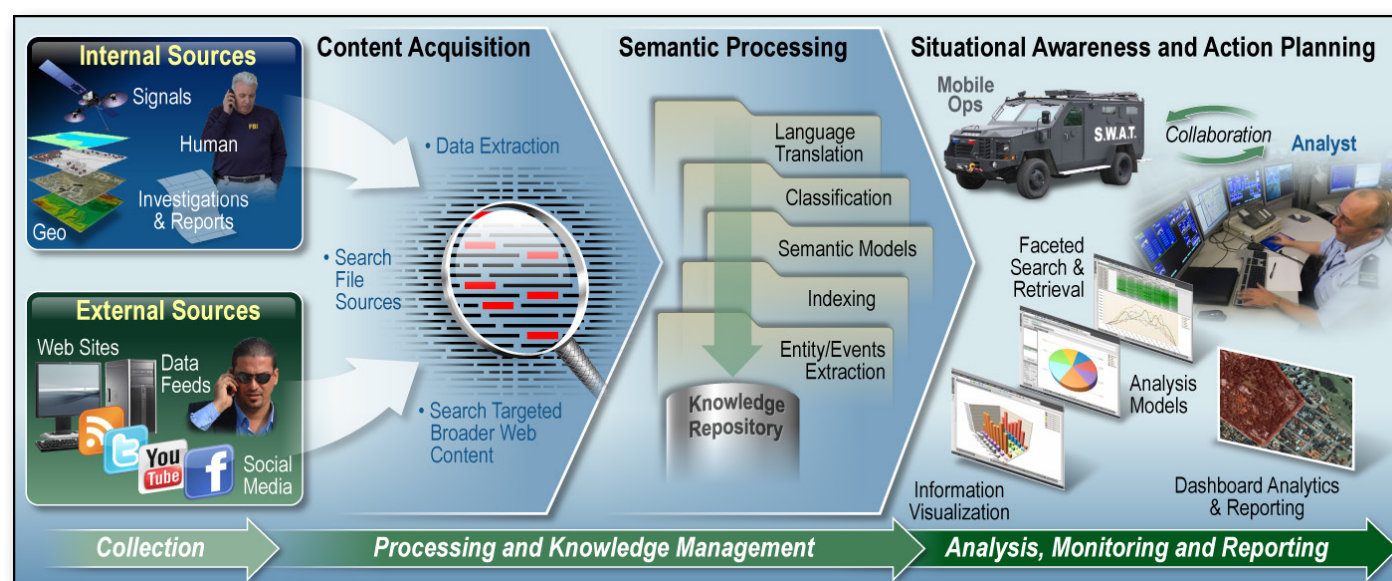 Internal Sources
Signals
Human
FBI
Investigations
& Reports
Geo
External Sources
Web Sites
Data
Feeds
You
Tube
Social
Media
Content Acquisition
• Data Extraction
• Search
File
Sources
• Search Targeted
Broader Web
Content
Semantic Processing
Language
Translation
Classification
Semantic Models
Indexing
Entity/Events
Extraction
Knowledge
Repository
Situational Awareness and Action Planning
Mobile
Ops
S.W.A.T.
Collaboration
Analyst
Faceted
Search &
Retrieval
Analysis
Models
Information
Visualization
Dashboard Analytics
& Reporting
Collection
Processing and Knowledge Management
Analysis, Monitoring and Reporting